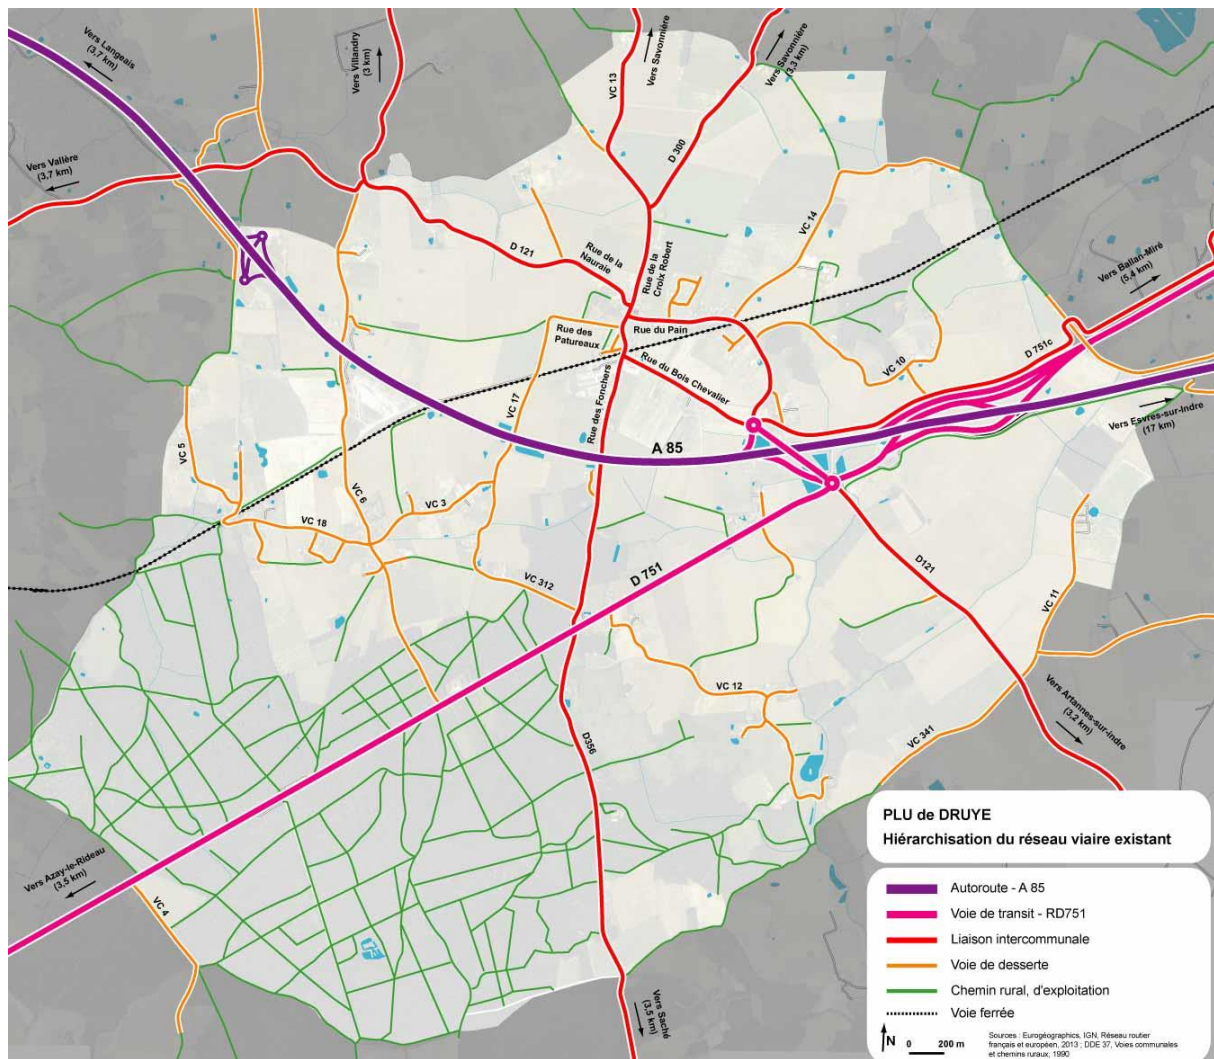 Vers Langeais
(3,7 km)
Vers Villandry
(3 km)
VC 13
Vers Savonnière
Vers Savonnière
(3,3 km)
Vers Vallère
(3,7 km)
D 300
D 121
Rue de la
Nauraie
Rue de la
Croix Robert
VC 14
Vers Ballan-Miré
(5,4 km)
Rue des
Patureaux
Rue du Pain
Rue du Bois Chevalier
D 751c
VC 10
Rue des Fonchers
VC 17
A 85
Vers Esvres-sur-Indre
(17 km)
VC 5
VC 6
VC 3
VC 18
VC 312
D 751
D121
VC 11
VC 12
VC 341
Vers Artannes-sur-indre
(3,2 km)
D356
Vers Azay-le-Rideau
(3,5 km)
VC 4
Vers Saché
(3,5 km)
PLU de DRUYE
Hiérarchisation du réseau viaire existant
Autoroute - A 85
Voie de transit - RD751
Liaison intercommunale
Voie de desserte
Chemin rural, d'exploitation
Voie ferrée
N
0 200 m
Sources : Eurogéographics, IGN, Réseau routier
français et européen, 2013 ; DDE 37, Voies communales
et chemins ruraux, 1990